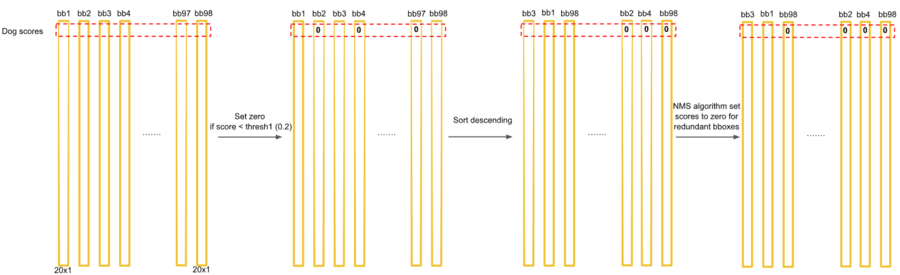 bb1 bb2 bb3 bb4 bb97 bb98
bb1 bb2 bb3 bb4 bb97 bb98
bb3 bb1 bb98 bb2 bb4 bb98
bb3 bb1 bb98 bb2 bb4 bb98
Dog scores
0 0 0
0 0 0
0 0 0 0
Set zero
if score < thresh1 (0.2)
Sort descending
NMS algorithm set
scores to zero for
redundant bboxes
.......
.......
.......
.......
20x1 20x1